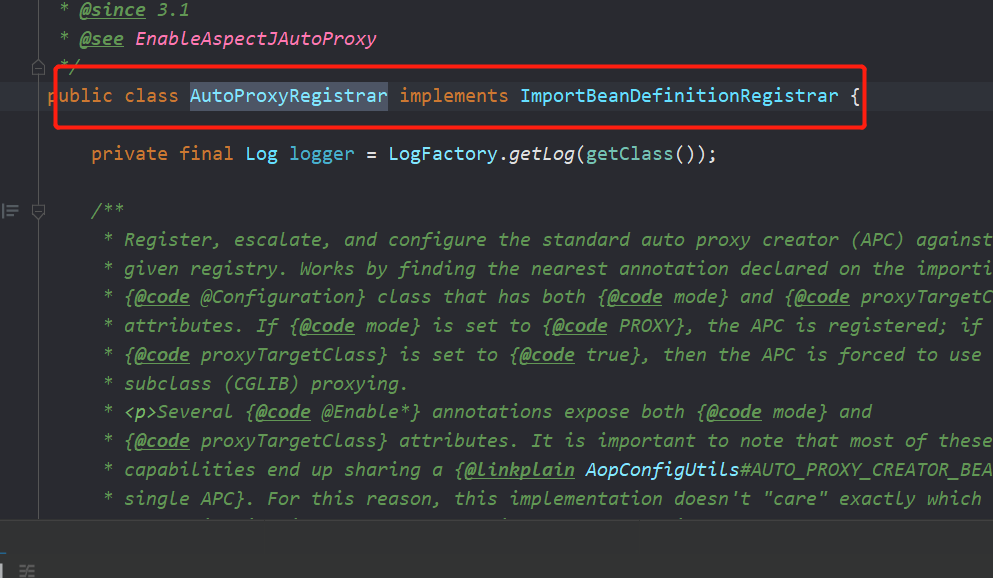 * @since 3.1
* @see EnableAspectJAutoProxy
*/
public class AutoProxyRegistrar implements ImportBeanDefinitionRegistrar {
private final Log logger = LogFactory.getLog(getClass());
/**
* Register, escalate, and configure the standard auto proxy creator (APC) against
* given registry. Works by finding the nearest annotation declared on the importi
* {@code @Configuration} class that has both {@code mode} and {@code proxyTargetC
* attributes. If {@code mode} is set to {@code PROXY}, the APC is registered; if
* {@code proxyTargetClass} is set to {@code true}, then the APC is forced to use
* subclass (CGLIB) proxying.
* <p>Several {@code @Enable*} annotations expose both {@code mode} and
* {@code proxyTargetClass} attributes. It is important to note that most of these
* capabilities end up sharing a {@linkplain AopConfigUtils#AUTO_PROXY_CREATOR_BEA
* single APC}. For this reason, this implementation doesn't "care" exactly which